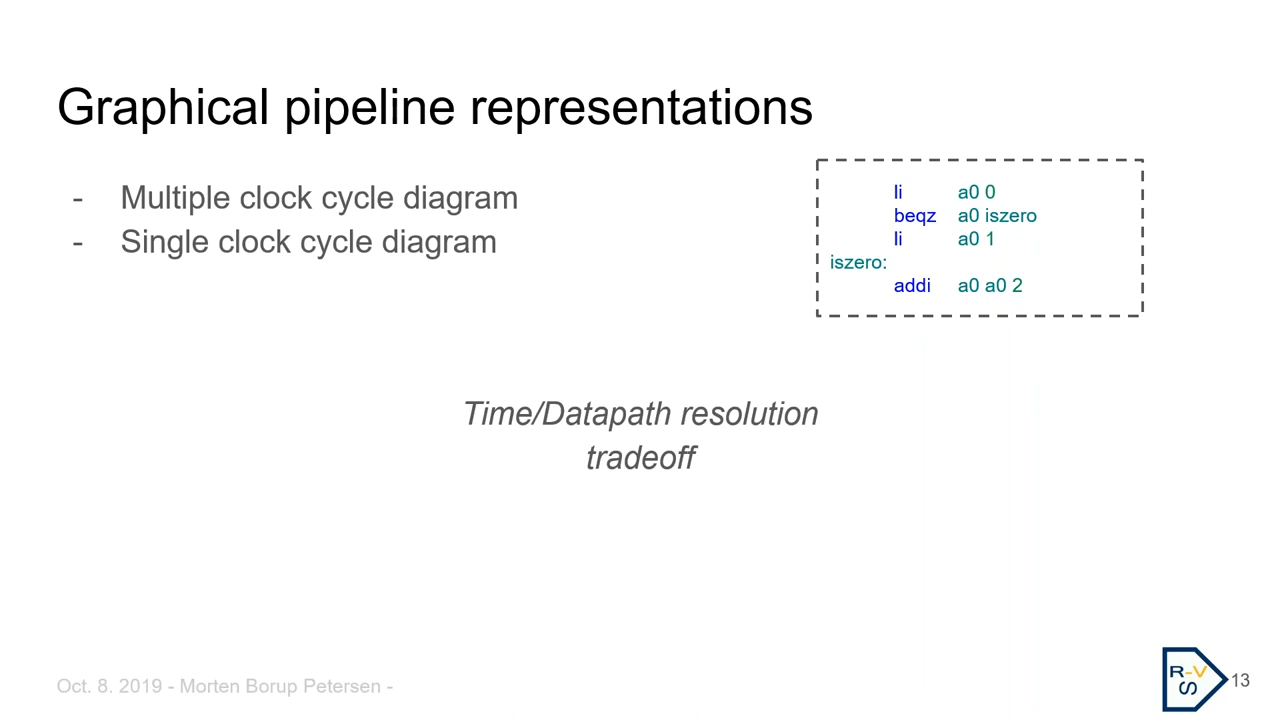 Graphical pipeline representations
- Multiple clock cycle diagram
- Single clock cycle diagram
li a0 0
beqz a0 iszero
li a0 1
iszero:
addi a0 a0 2
Time/Datapath resolution
tradeoff
Oct. 8. 2019 - Morten Borup Petersen -
R-V
S
13